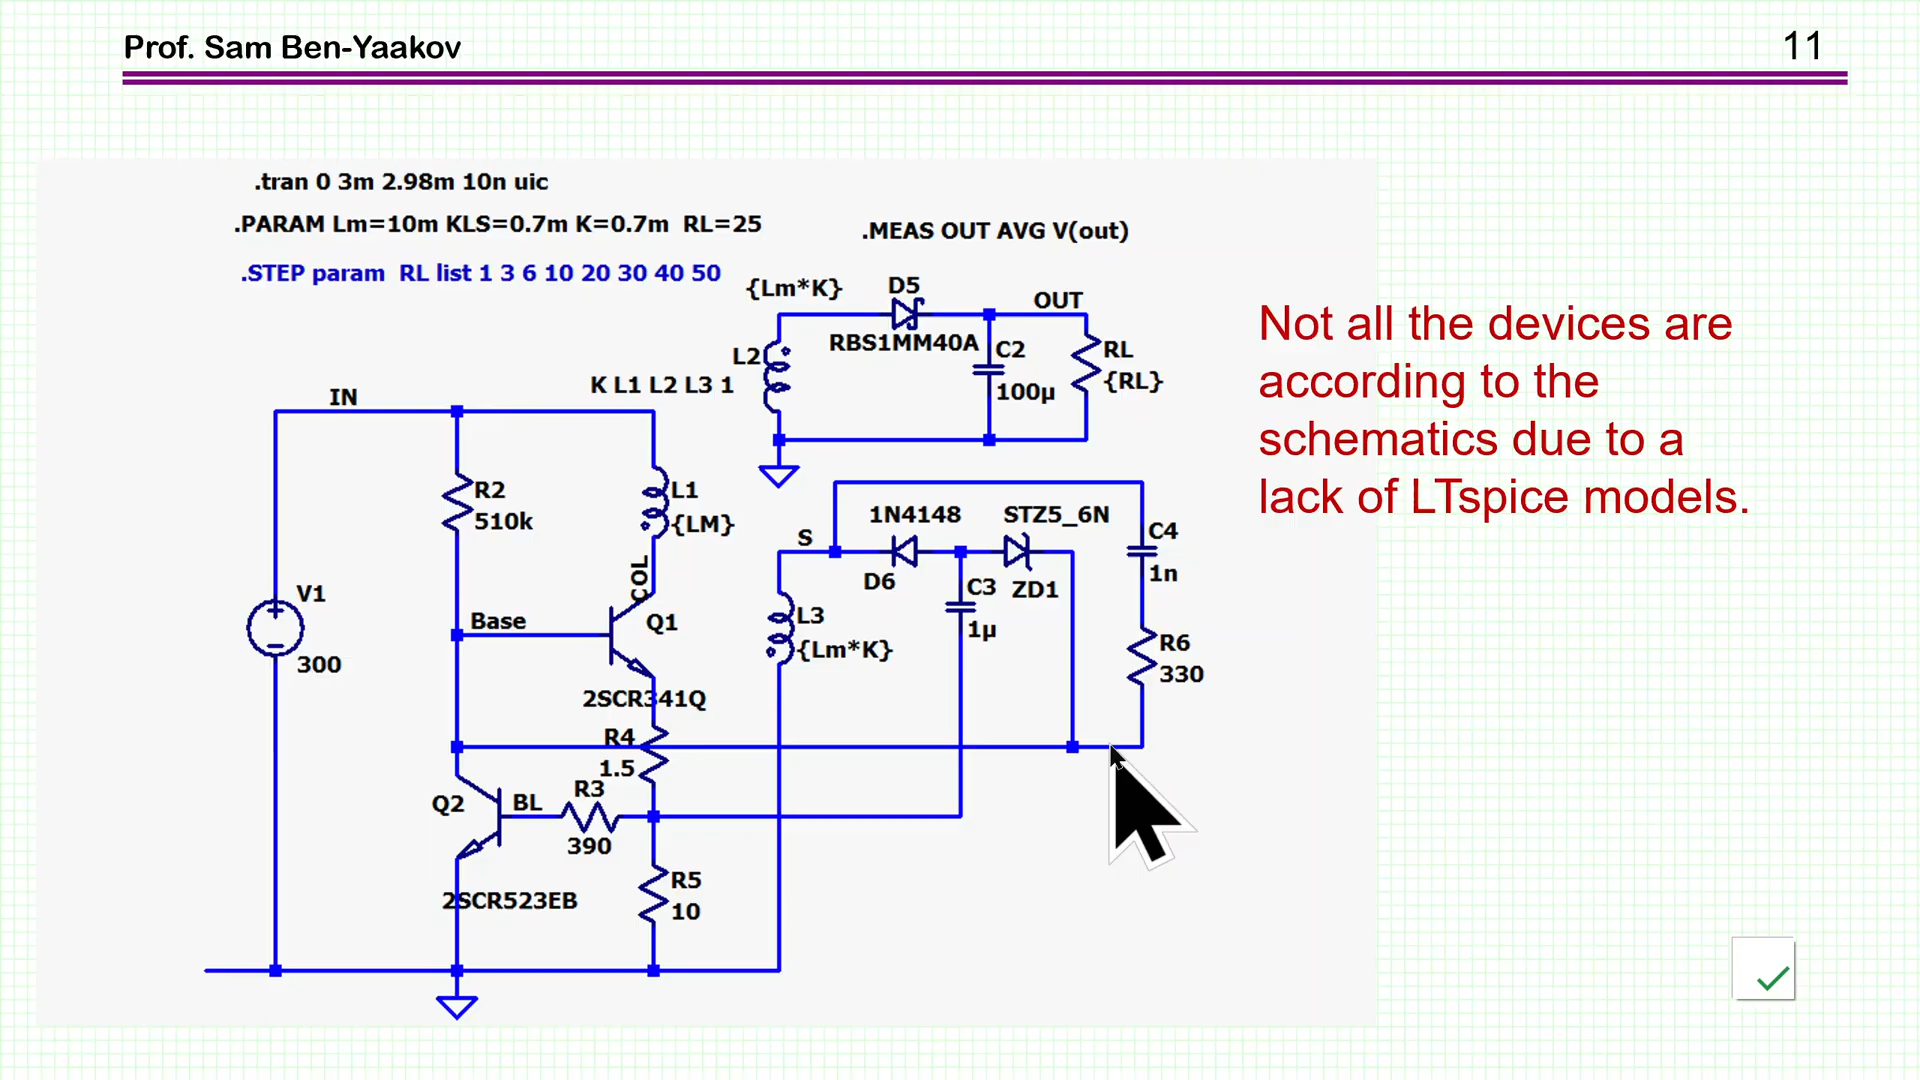 Prof. Sam Ben-Yaakov
11
.tran 0 3m 2.98m 10n uic
.PARAM Lm=10m KLS=0.7m K=0.7m RL=25
.MEAS OUT AVG V(out)
.STEP param RL list 1 3 6 10 20 30 40 50
{Lm*K}
D5
OUT
RBS1MM40A
L2
C2
100µ
RL
{RL}
K L1 L2 L3 1
IN
R2
510k
L1
{LM}
COL
S
1N4148
STZ5_6N
D6
ZD1
C4
1n
C3
1µ
V1
300
Base
Q1
L3
{Lm*K}
R6
330
2SCR341Q
R4
1.5
R3
390
Q2
BL
R5
10
2SCR523EB
Not all the devices are
according to the
schematics due to a
lack of LTspice models.